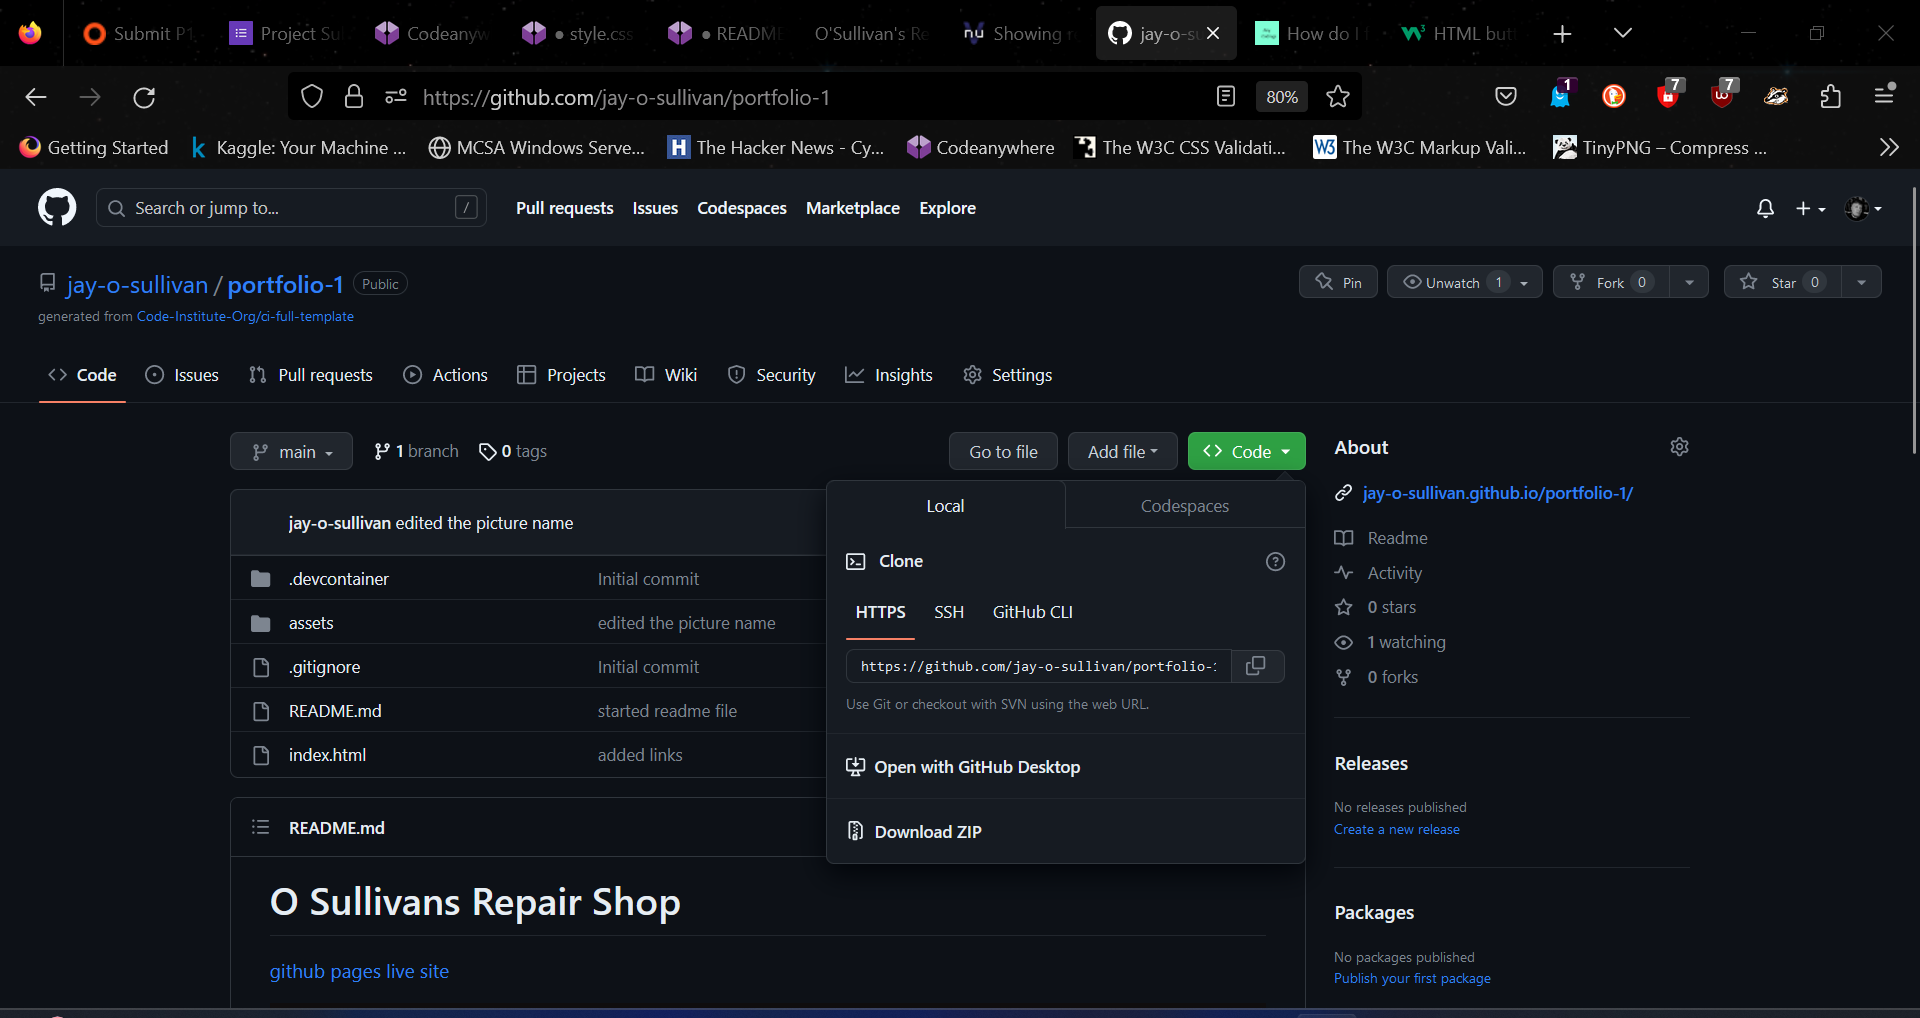 Submit P1
Project Su
Codeanyw
• style.css
• README
O'Sullivan's Re
nu Showing r
jay-o-su
How do I f
HTML but
https://github.com/jay-o-sullivan/portfolio-1
80%
1
7
7
Getting Started
k Kaggle: Your Machine ...
MCSA Windows Serve...
H The Hacker News - Cy...
Codeanywhere
The W3C CSS Validati...
W3 The W3C Markup Vali...
TinyPNG – Compress ...
Search or jump to...
/
Pull requests
Issues
Codespaces
Marketplace
Explore
jay-o-sullivan / portfolio-1 Public
generated from Code-Institute-Org/ci-full-template
Pin
Unwatch 1
Fork 0
Star 0
Code
Issues
Pull requests
Actions
Projects
Wiki
Security
Insights
Settings
main
1 branch
0 tags
Go to file
Add file
Code
jay-o-sullivan edited the picture name
.devcontainer Initial commit
assets edited the picture name
.gitignore Initial commit
README.md started readme file
index.html added links
Local
Codespaces
Clone
HTTPS
SSH
GitHub CLI
https://github.com/jay-o-sullivan/portfolio-1
Use Git or checkout with SVN using the web URL.
Open with GitHub Desktop
Download ZIP
README.md
O Sullivans Repair Shop
github pages live site
About
jay-o-sullivan.github.io/portfolio-1/
Readme
Activity
0 stars
1 watching
0 forks
Releases
No releases published
Create a new release
Packages
No packages published
Publish your first package